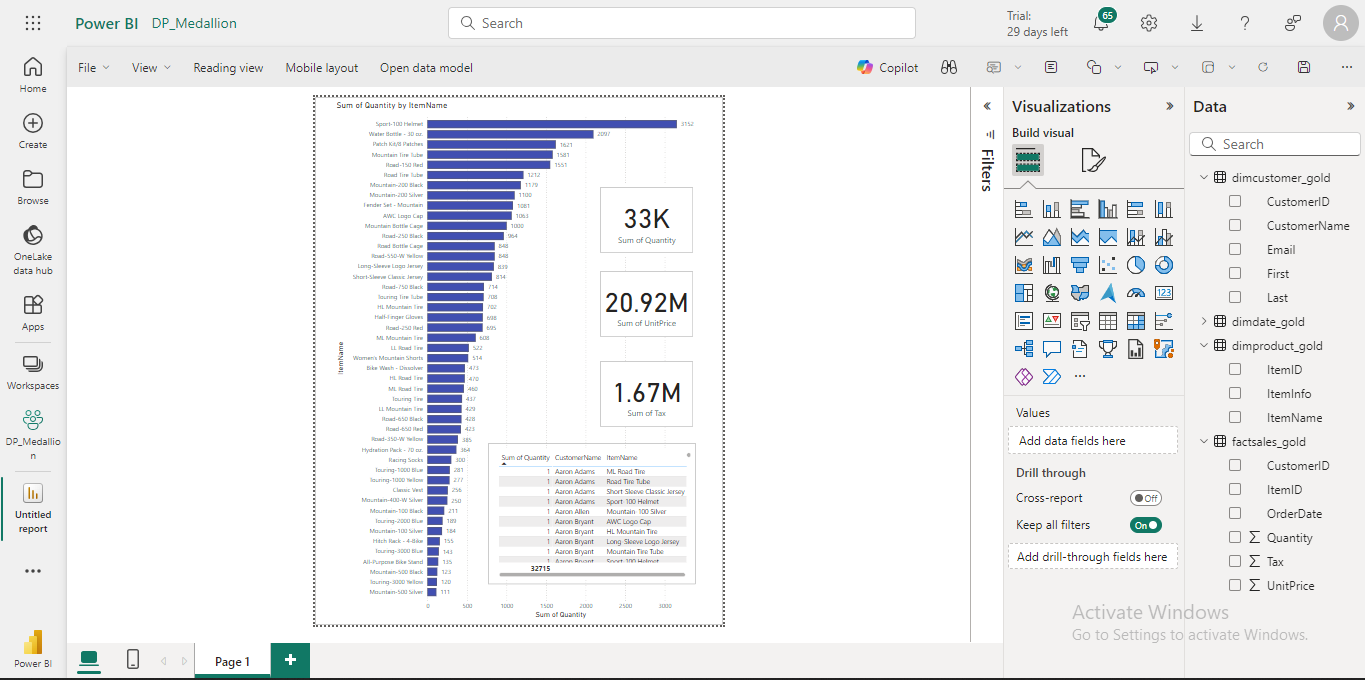 Power BI DP_Medallion
Search
Trial:
29 days left
65
Home
Create
Browse
OneLake
data hub
Apps
Workspaces
DP_Medallio
n
Untitled
report
Power BI
File View Reading view Mobile layout Open data model
Copilot
Sum of Quantity by ItemName
ItemName
Sport-100 Helmet 3152
Water Bottle - 30 oz. 2097
Patch Kit/8 Patches 1621
Mountain Tire Tube 1581
Road-150 Red 1551
Road Tire Tube 1212
Mountain-200 Black 1179
Mountain-200 Silver 1100
Fender Set - Mountain 1081
AWC Logo Cap 1063
Mountain Bottle Cage 1000
Road-250 Black 964
Road Bottle Cage 848
Road-550-W Yellow 848
Long-Sleeve Logo Jersey 839
Short-Sleeve Classic Jersey 814
Road-750 Black 714
Touring Tire Tube 708
HL Mountain Tire 702
Half-Finger Gloves 698
Road-250 Red 695
ML Mountain Tire 608
LL Road Tire 522
Women's Mountain Shorts 514
Bike Wash - Dissolver 473
HL Road Tire 470
ML Road Tire 460
Touring Tire 437
LL Mountain Tire 429
Road-650 Black 428
Road-650 Red 423
Road-350-W Yellow 385
Hydration Pack - 70 oz. 364
Racing Socks 300
Touring-1000 Blue 281
Touring-1000 Yellow 277
Classic Vest 256
Mountain-400-W Silver 250
Mountain-100 Black 211
Touring-2000 Blue 189
Mountain-100 Silver 184
Hitch Rack - 4-Bike 155
Touring-3000 Blue 143
All-Purpose Bike Stand 135
Mountain-500 Black 123
Touring-3000 Yellow 120
Mountain-500 Silver 111
0 500 1000 1500 2000 2500 3000
Sum of Quantity
33K
Sum of Quantity
20.92M
Sum of UnitPrice
1.67M
Sum of Tax
Sum of Quantity CustomerName ItemName
1 Aaron Adams ML Road Tire
1 Aaron Adams Road Tire Tube
1 Aaron Adams Short-Sleeve Classic Jersey
1 Aaron Adams Sport-100 Helmet
1 Aaron Allen Mountain-100 Silver
1 Aaron Bryant AWC Logo Cap
1 Aaron Bryant HL Mountain Tire
1 Aaron Bryant Long-Sleeve Logo Jersey
1 Aaron Bryant Mountain Tire Tube
1 Aaron Bryant Sport-100 Helmet
32715
Page 1
Filters
Visualizations
Build visual
123
Values
Add data fields here
Drill through
Cross-report Off
Keep all filters On
Add drill-through fields here
Data
Search
dimcustomer_gold
CustomerID
CustomerName
Email
First
Last
dimdate_gold
dimproduct_gold
ItemID
ItemInfo
ItemName
factsales_gold
CustomerID
ItemID
OrderDate
Quantity
Tax
UnitPrice
Activate Windows
Go to Settings to activate Windows.